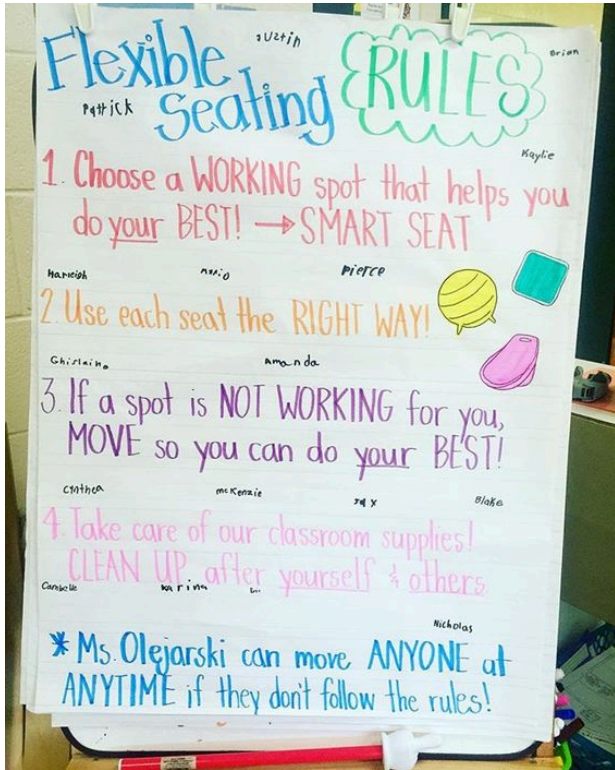 Flexible Justin RULES Brian
Patrick Seating
Kaylie
1. Choose a WORKING spot that helps you
do your BEST! → SMART SEAT
Harleigh Mario Pierce
2. Use each seat the RIGHT WAY!
Ghislaine Amanda
3. If a spot is NOT WORKING for you,
MOVE so you can do your BEST!
Cynthea McKenzie Blake
4. Take care of our classroom supplies!
CLEAN UP after yourself & others
Karina
Nicholas
* Ms. Olejarski can move ANYONE at
ANYTIME if they don't follow the rules!